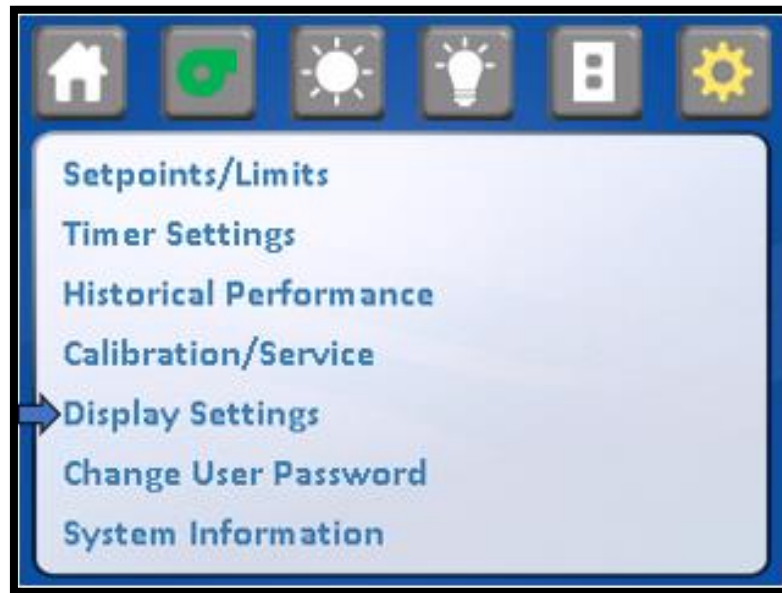 Setpoints/Limits
Timer Settings
Historical Performance
Calibration/Service
Display Settings
Change User Password
System Information